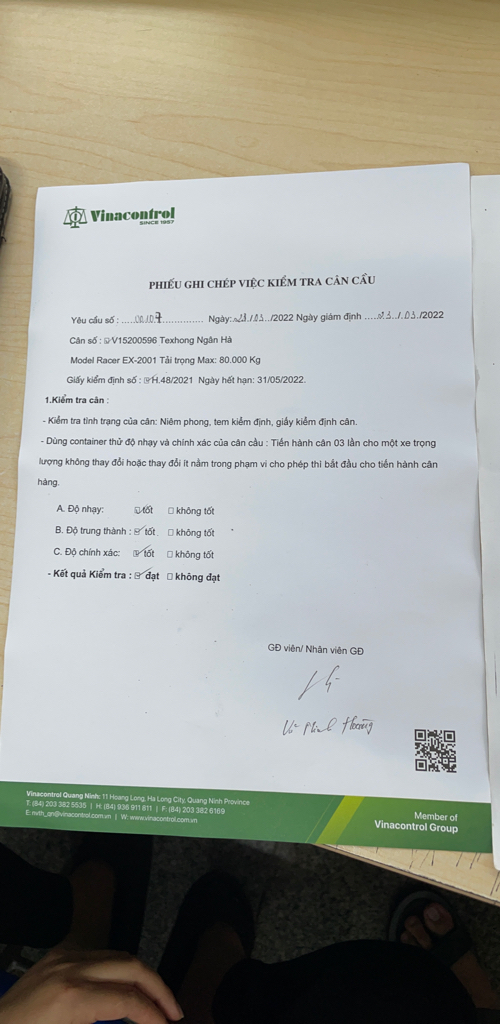 Vinacontrol
SINCE 1957
PHIẾU GHI CHÉP VIỆC KIỂM TRA CÂN CẦU
Yêu cầu số : ....00107.............. Ngày:..../03../2022 Ngày giám định ..../.03./2022
Cân số : ☑V15200596 Texhong Ngân Hà
Model Racer EX-2001 Tải trọng Max: 80.000 Kg
Giấy kiểm định số : ☑H.48/2021 Ngày hết hạn: 31/05/2022.
1.Kiểm tra cân :
- Kiểm tra tình trạng của cân: Niêm phong, tem kiểm định, giấy kiểm định cân.
- Dùng container thử độ nhạy và chính xác của cân cầu : Tiến hành cân 03 lần cho một xe trọng
lượng không thay đổi hoặc thay đổi ít nằm trong phạm vi cho phép thì bắt đầu cho tiến hành cân
hàng.
A. Độ nhạy: ☑tốt ☐ không tốt
B. Độ trung thành : ☑ tốt ☐ không tốt
C. Độ chính xác: ☑ tốt ☐ không tốt
- Kết quả Kiểm tra : ☑ đạt ☐ không đạt
GĐ viên/ Nhân viên GĐ
Hoàng
Vinacontrol Quang Ninh: 11 Hoang Long, Ha Long City, Quang Ninh Province
T: (84) 203 382 5535 | H: (84) 936 911 811 | F: (84) 203 382 6169
E: nvth_qn@vinacontrol.com.vn | W: www.vinacontrol.com.vn
Member of
Vinacontrol Group